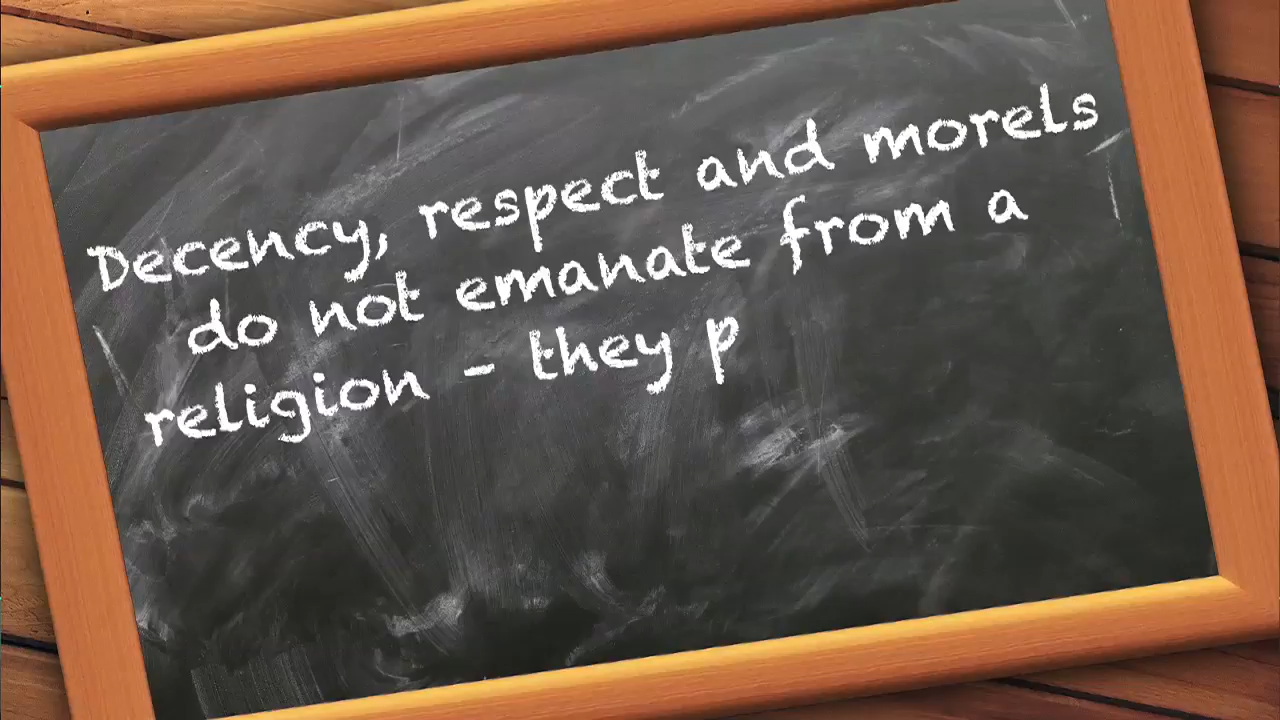 Decency, respect and morels
do not emanate from a
religion - they p